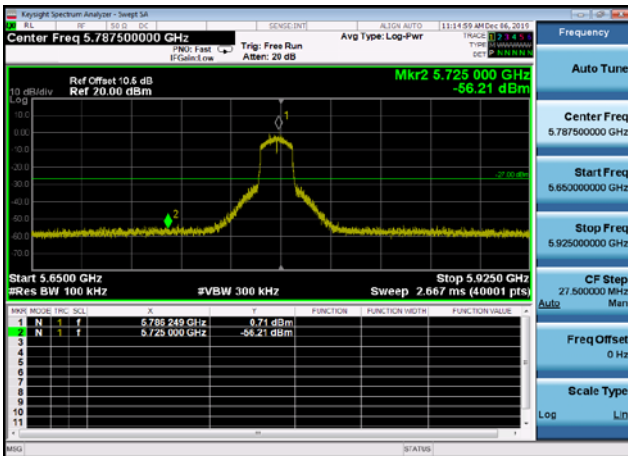 Keysight Spectrum Analyzer - Swept SA
RL RF 50 Ω DC SENSE:INT ALIGN AUTO 11:14:59 AM Dec 06, 2019
Center Freq 5.787500000 GHz
PNO: Fast
IFGain:Low
Trig: Free Run
Atten: 20 dB
Avg Type: Log-Pwr
TRACE 1 2 3 4 5 6
TYPE M
DET P N N N N N
Ref Offset 10.5 dB
Ref 20.00 dBm
10 dB/div
Log
Mkr2 5.725 000 GHz
-56.21 dBm
10.0
0.00
-10.0
-20.0
-30.0
-40.0
-50.0
-60.0
-70.0
1
2
-27.00 dBm
Start 5.6500 GHz Stop 5.9250 GHz
#Res BW 100 kHz #VBW 300 kHz Sweep 2.667 ms (40001 pts)
MKR MODE TRC SCL X Y FUNCTION FUNCTION WIDTH FUNCTION VALUE
1 N 1 f 5.786 249 GHz 0.71 dBm
2 N 1 f 5.725 000 GHz -56.21 dBm
3
4
5
6
7
8
9
10
11
MSG STATUS
Frequency
Auto Tune
Center Freq
5.787500000 GHz
Start Freq
5.650000000 GHz
Stop Freq
5.925000000 GHz
CF Step
27.500000 MHz
Auto Man
Freq Offset
0 Hz
Scale Type
Log Lin